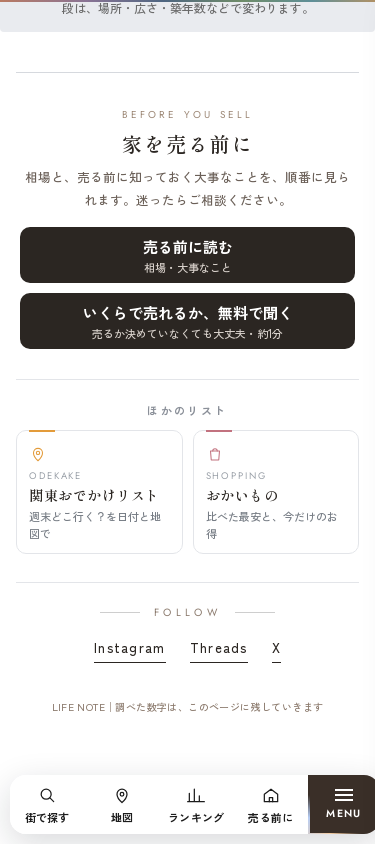 段は、場所・広さ・築年数などで変わります。
BEFORE YOU SELL
家を売る前に
相場と、売る前に知っておく大事なことを、順番に見ら
れます。迷ったらご相談ください。
売る前に読む
相場・大事なこと
いくらで売れるか、無料で聞く
売るか決めていなくても大丈夫・約1分
ほかのリスト
ODEKAKE
関東おでかけリスト
週末どこ行く？を日付と地
図で
SHOPPING
おかいもの
比べた最安と、今だけのお
得
FOLLOW
Instagram Threads X
LIFE NOTE｜調べた数字は、このページに残していきます
街で探す 地図 ランキング 売る前に MENU